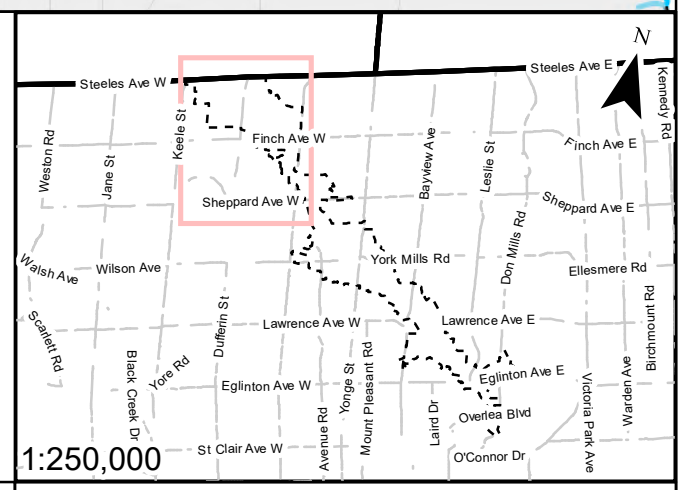 N
Steeles Ave W
Steeles Ave E
Kennedy Rd
Weston Rd
Jane St
Keele St
Finch Ave W
Bayview Ave
Leslie St
Finch Ave E
Sheppard Ave W
Sheppard Ave E
Don Mills Rd
Walsh Ave
Wilson Ave
York Mills Rd
Ellesmere Rd
Scarlett Rd
Dufferin St
Lawrence Ave W
Lawrence Ave E
Birchmount Rd
Black Creek Dr
Yore Rd
Eglinton Ave W
Yonge St
Mount Pleasant Rd
Eglinton Ave E
Avenue Rd
Laird Dr
Overlea Blvd
Victoria Park Ave
Warden Ave
St Clair Ave W
O'Connor Dr
1:250,000